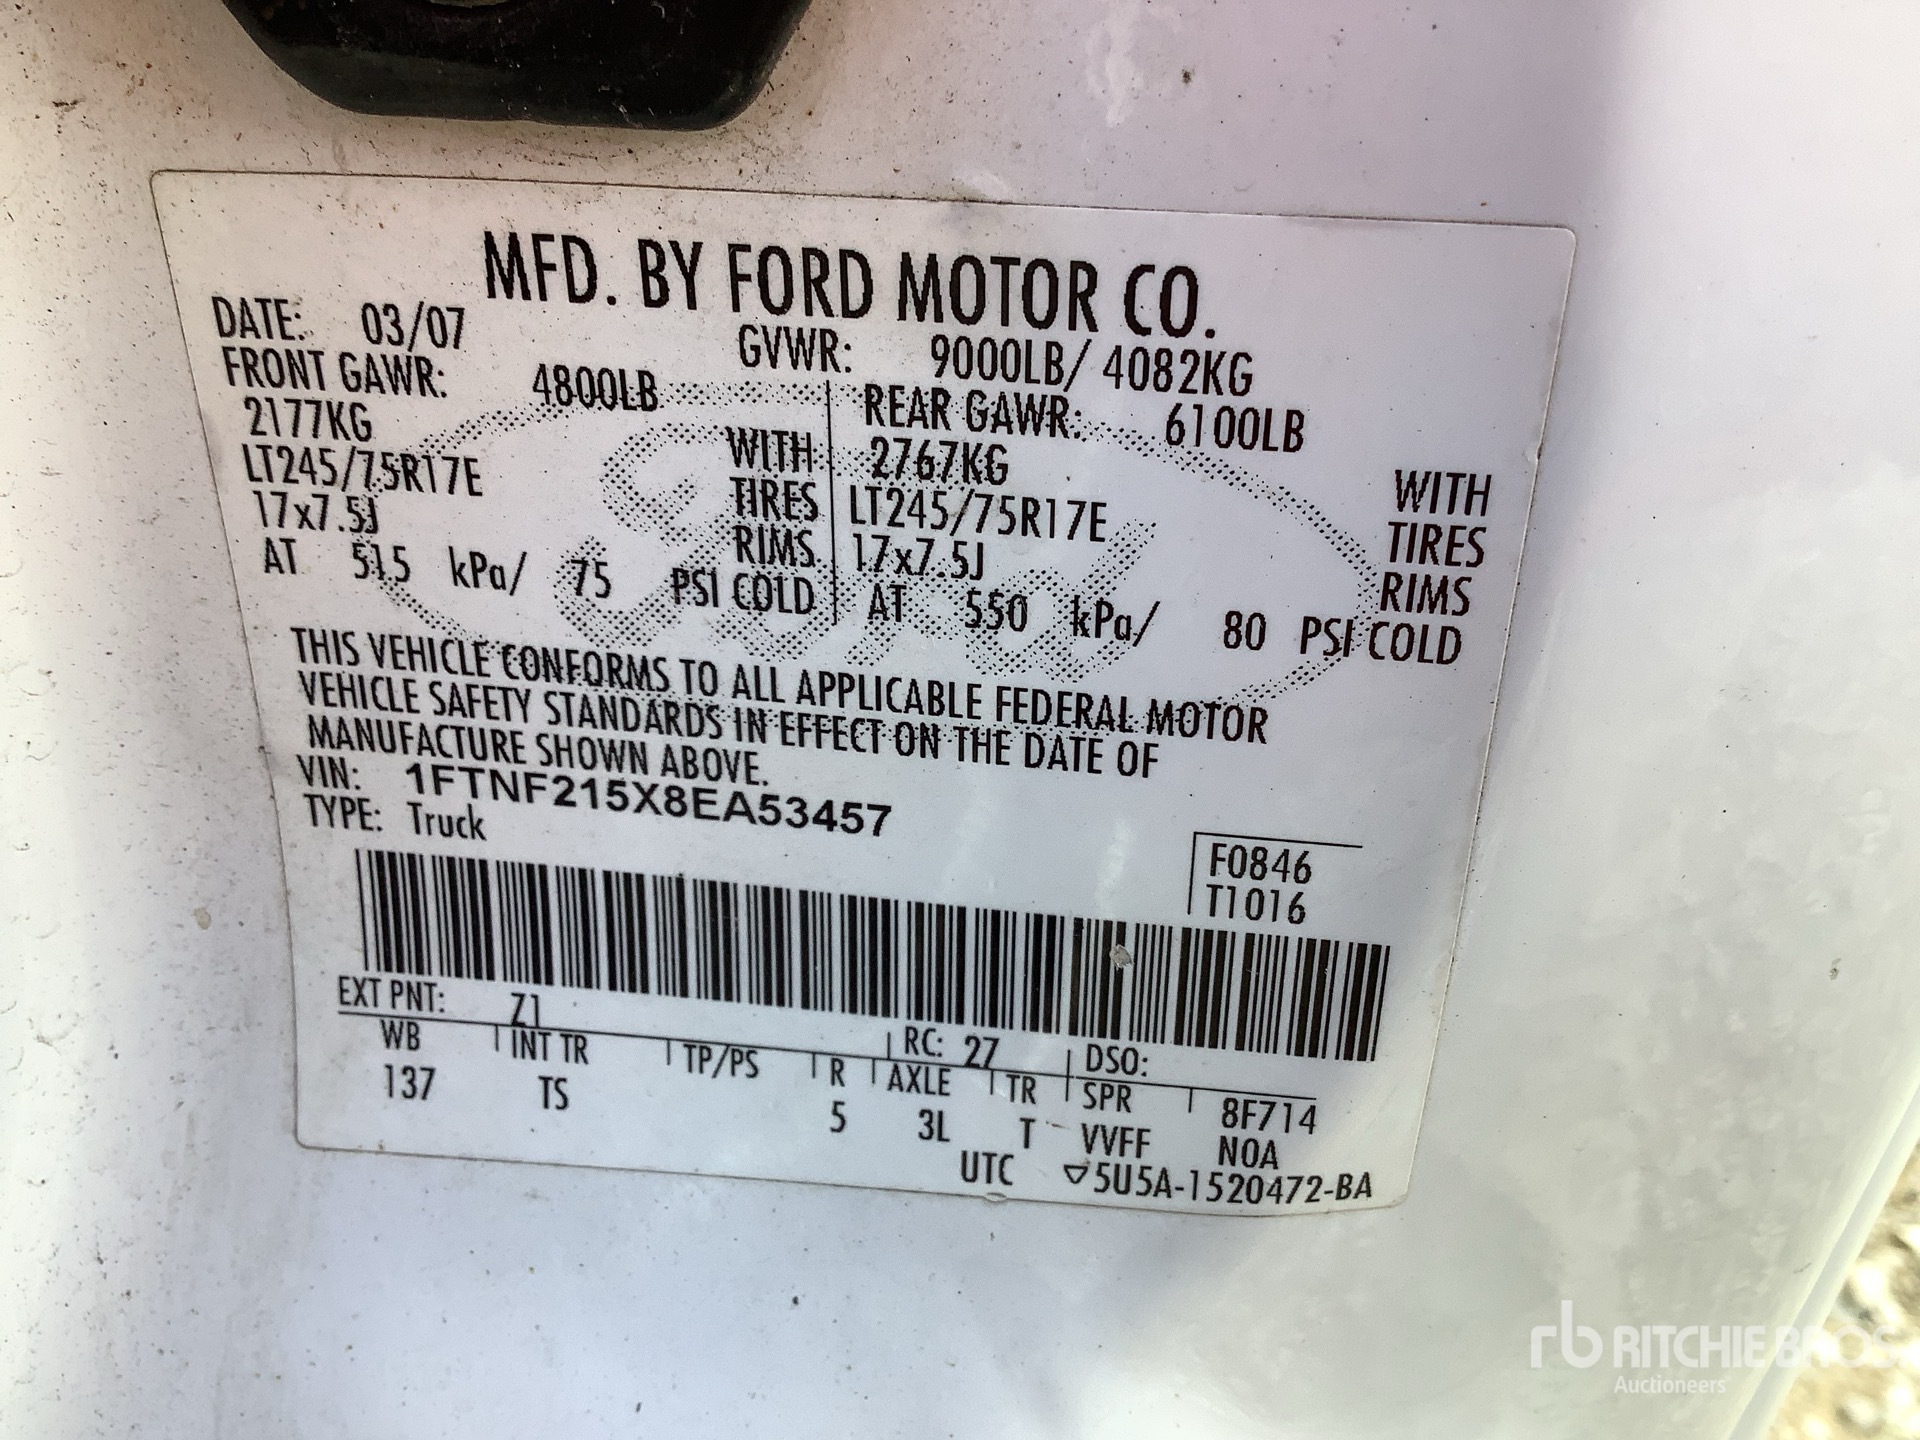 MFD. BY FORD MOTOR CO.
DATE: 03/07 GVWR: 9000LB/ 4082KG
FRONT GAWR: 4800LB REAR GAWR: 6100LB
2177KG WITH 2767KG WITH
LT245/75R17E TIRES LT245/75R17E TIRES
17x7.5J RIMS 17x7.5J RIMS
AT 515 kPa/ 75 PSI COLD AT 550 kPa/ 80 PSI COLD
THIS VEHICLE CONFORMS TO ALL APPLICABLE FEDERAL MOTOR
VEHICLE SAFETY STANDARDS IN EFFECT ON THE DATE OF
MANUFACTURE SHOWN ABOVE.
VIN: 1FTNF215X8EA53457
TYPE: Truck
F0846
T1016
EXT PNT: Z1 RC: 27 DSO:
WB INT TR TP/PS R AXLE TR SPR 8F714
137 TS 5 3L T VVFF N0A
UTC 5U5A-1520472-BA
rb RITCHIE BROS.
Auctioneers